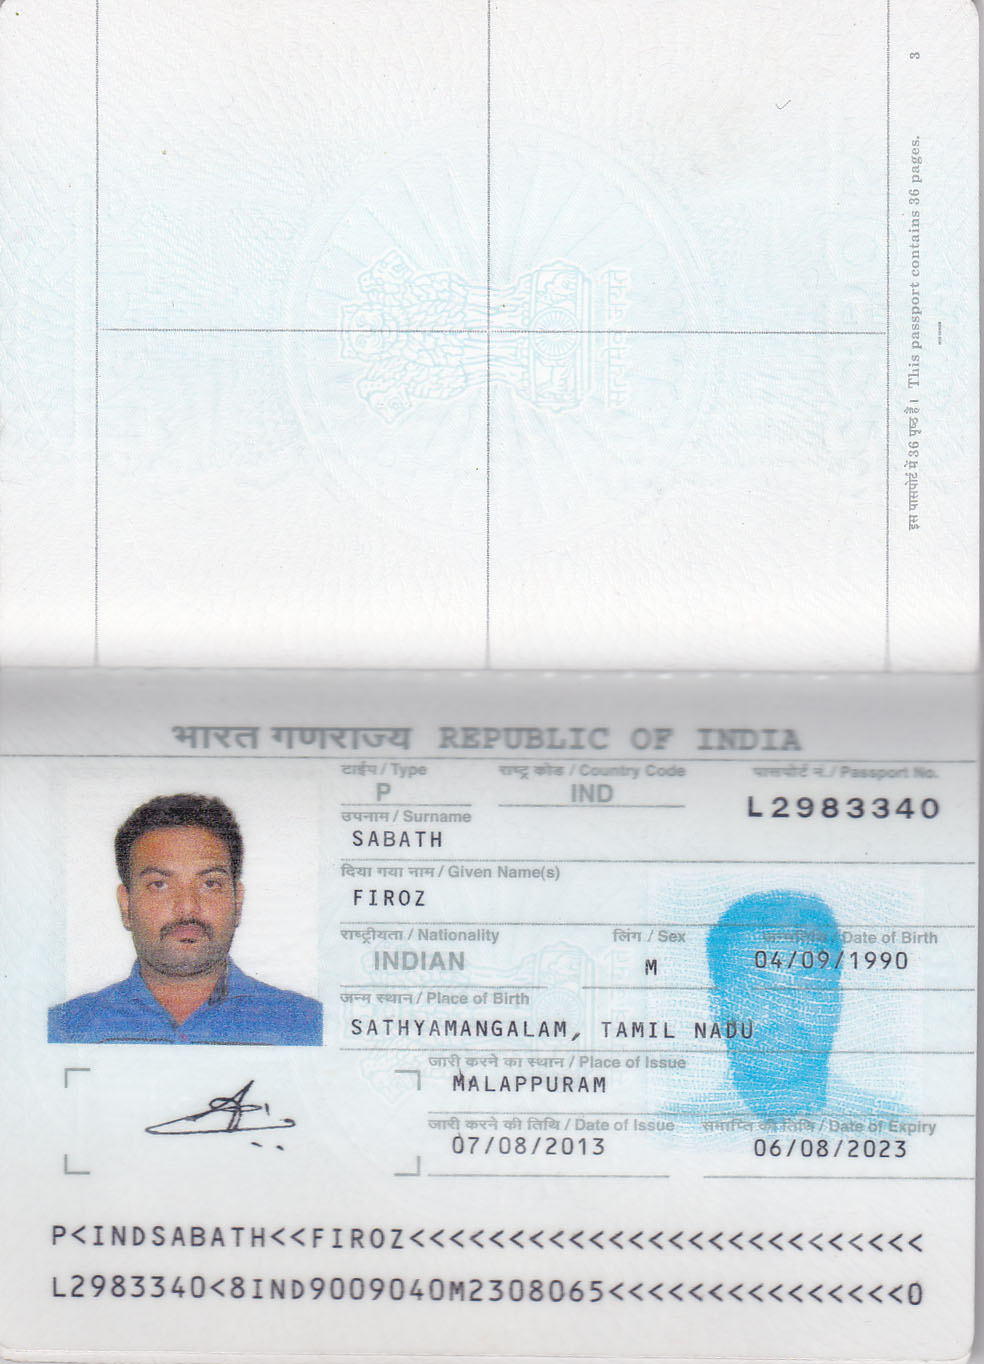 3
इस पासपोर्ट में 36 पृष्ठ हैं। This passport contains 36 pages.
भारत गणराज्य REPUBLIC OF INDIA
टाईप / Type राष्ट्र कोड / Country Code पासपोर्ट न. / Passport No.
P IND L2983340
उपनाम / Surname
SABATH
दिया गया नाम / Given Name(s)
FIROZ
राष्ट्रीयता / Nationality लिंग / Sex जन्मतिथि / Date of Birth
INDIAN M 04/09/1990
जन्म स्थान / Place of Birth
SATHYAMANGALAM, TAMIL NADU
जारी करने का स्थान / Place of Issue
MALAPPURAM
जारी करने की तिथि / Date of Issue समाप्ति की तिथि / Date of Expiry
07/08/2013 06/08/2023
P<INDSABATH<<FIROZ<<<<<<<<<<<<<<<<<<<<<<<<<<
L2983340<8IND9009040M2308065<<<<<<<<<<<<<<<0